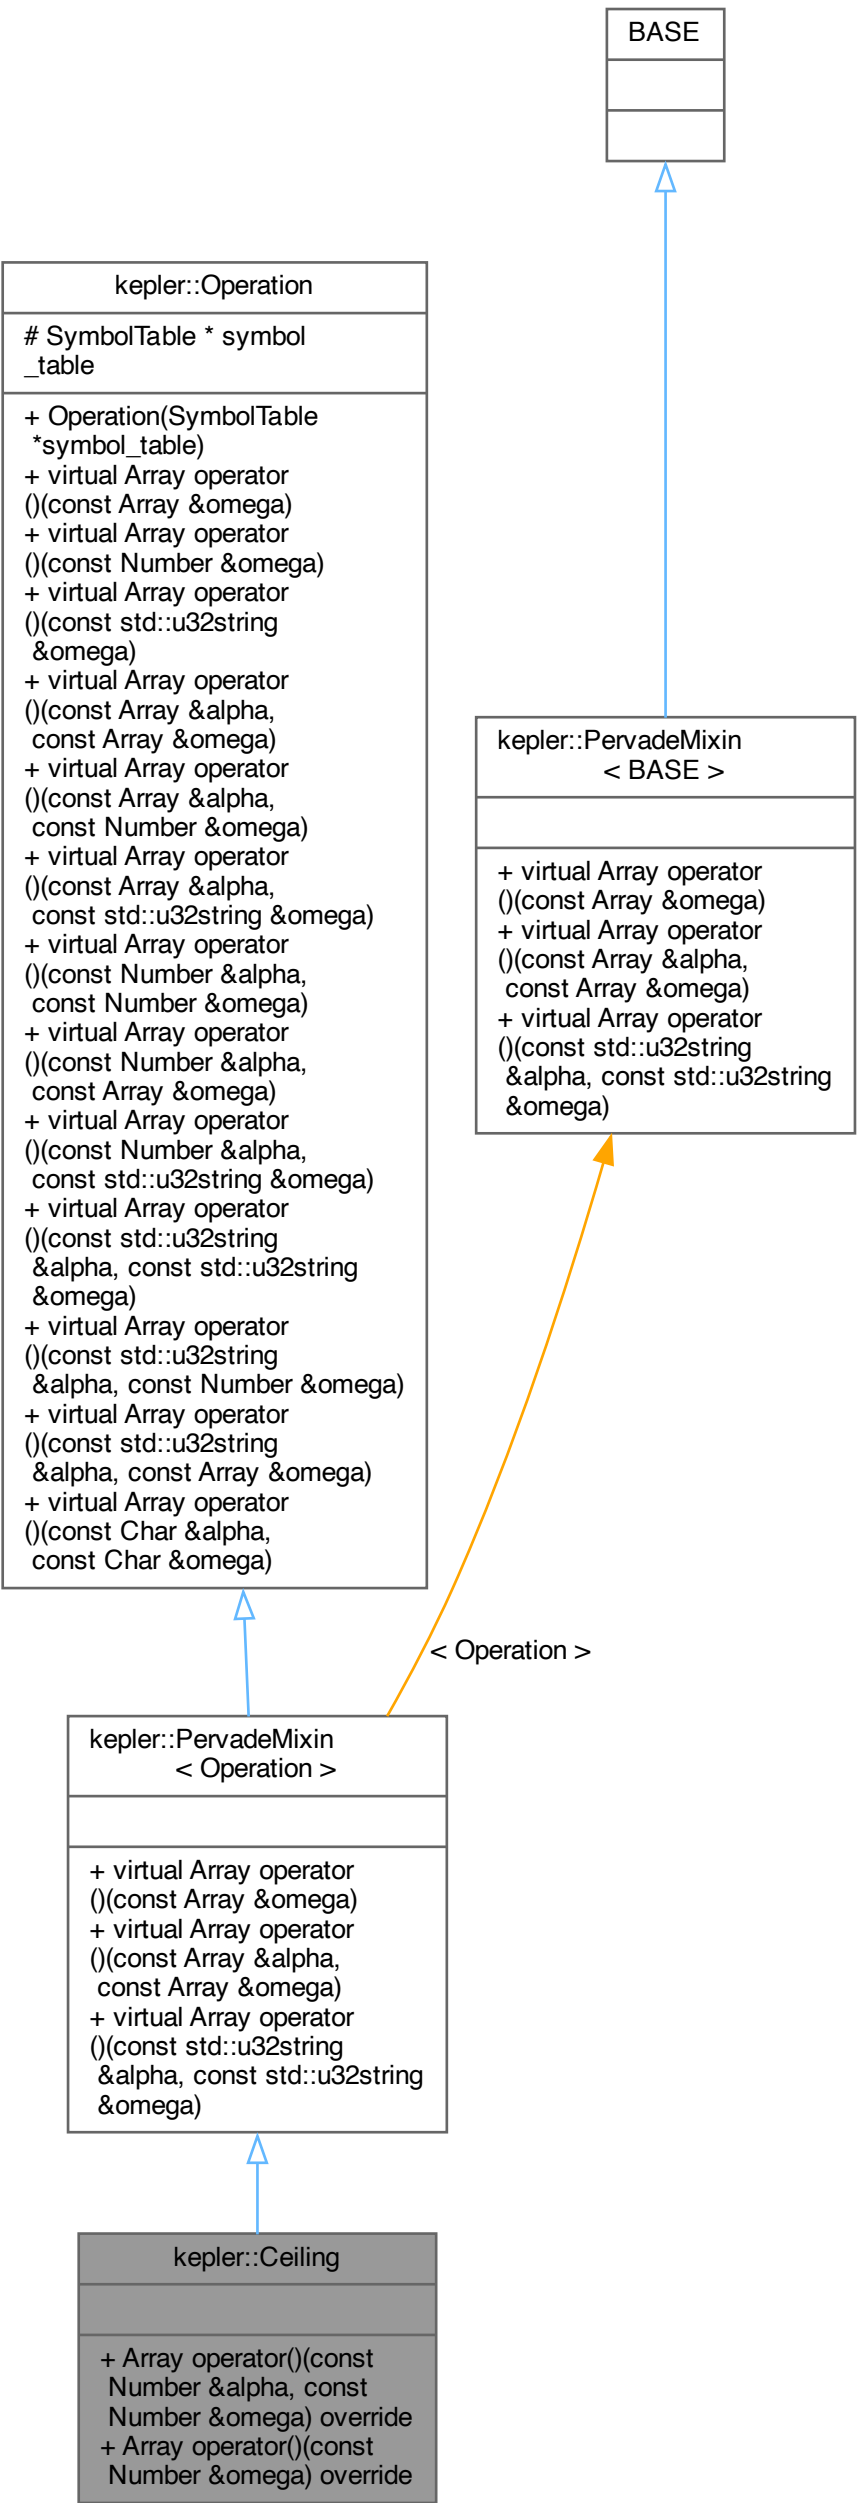 BASE
kepler::Operation
# SymbolTable * symbol
_table
+ Operation(SymbolTable
*symbol_table)
+ virtual Array operator
()(const Array &omega)
+ virtual Array operator
()(const Number &omega)
+ virtual Array operator
()(const std::u32string
&omega)
+ virtual Array operator
()(const Array &alpha,
const Array &omega)
+ virtual Array operator
()(const Array &alpha,
const Number &omega)
+ virtual Array operator
()(const Array &alpha,
const std::u32string &omega)
+ virtual Array operator
()(const Number &alpha,
const Number &omega)
+ virtual Array operator
()(const Number &alpha,
const Array &omega)
+ virtual Array operator
()(const Number &alpha,
const std::u32string &omega)
+ virtual Array operator
()(const std::u32string
&alpha, const std::u32string
&omega)
+ virtual Array operator
()(const std::u32string
&alpha, const Number &omega)
+ virtual Array operator
()(const std::u32string
&alpha, const Array &omega)
+ virtual Array operator
()(const Char &alpha,
const Char &omega)
kepler::PervadeMixin
< BASE >
+ virtual Array operator
()(const Array &omega)
+ virtual Array operator
()(const Array &alpha,
const Array &omega)
+ virtual Array operator
()(const std::u32string
&alpha, const std::u32string
&omega)
< Operation >
kepler::PervadeMixin
< Operation >
+ virtual Array operator
()(const Array &omega)
+ virtual Array operator
()(const Array &alpha,
const Array &omega)
+ virtual Array operator
()(const std::u32string
&alpha, const std::u32string
&omega)
kepler::Ceiling
+ Array operator()(const
Number &alpha, const
Number &omega) override
+ Array operator()(const
Number &omega) override